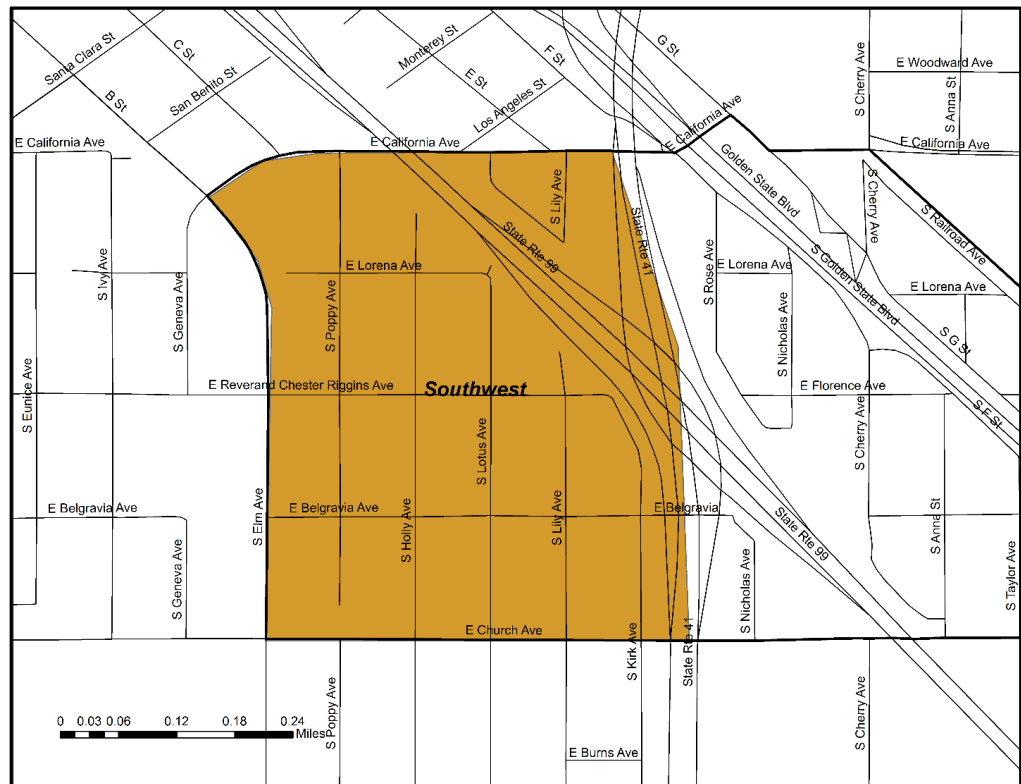 Santa Clara St
C St
Monterey St
F St
G St
E Woodward Ave
S Cherry Ave
S Anna St
B St
San Benito St
E St
Los Angeles St
E California Ave
E California Ave
E California Ave
E California Ave
Golden State Blvd
S Cherry Ave
S Railroad Ave
S Lily Ave
State Rte 41
State Rte 99
S Ivy Ave
E Lorena Ave
S Rose Ave
E Lorena Ave
S Golden State Blvd
E Lorena Ave
S Geneva Ave
S Poppy Ave
S Nicholas Ave
S G St
S Eunice Ave
E Reverand Chester Riggins Ave
Southwest
E Florence Ave
S F St
S Lotus Ave
S Cherry Ave
E Belgravia Ave
S Elm Ave
E Belgravia Ave
S Holly Ave
S Lily Ave
E Belgravia
State Rte 99
S Anna St
S Geneva Ave
S Nicholas Ave
S Taylor Ave
E Church Ave
S Kirk Ave
State Rte 41
S Poppy Ave
S Cherry Ave
0 0.03 0.06 0.12 0.18 0.24
Miles
E Burns Ave